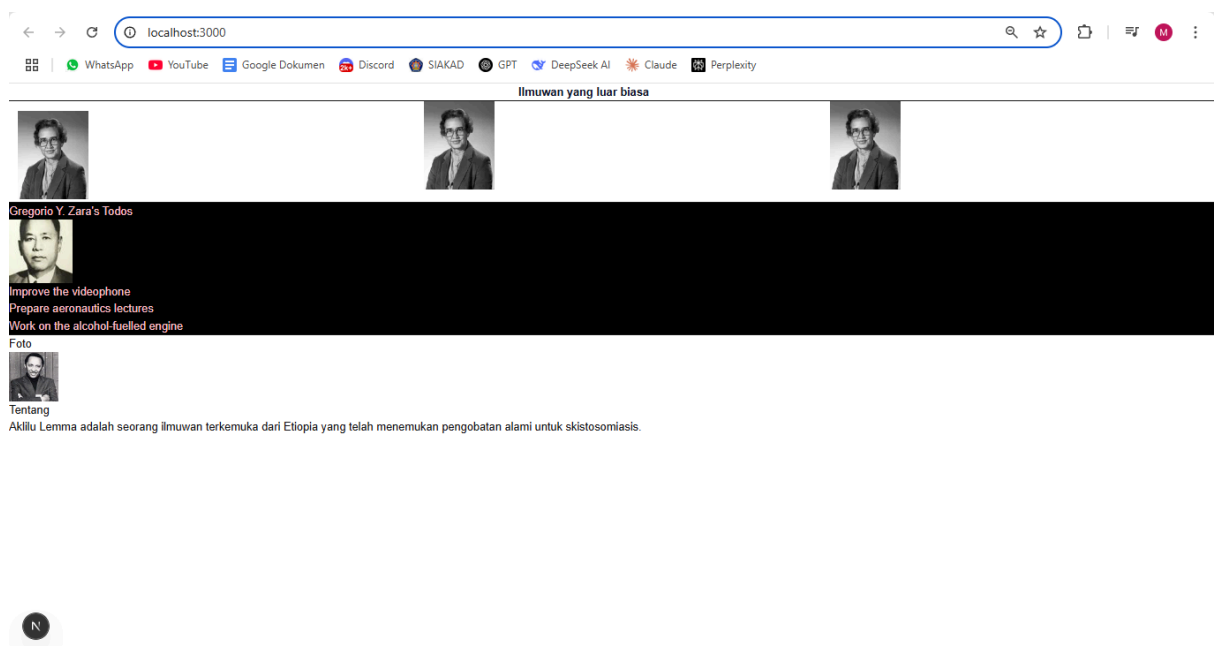 localhost:3000
M
WhatsApp YouTube Google Dokumen 2k+ Discord SIAKAD GPT DeepSeek AI Claude Perplexity
Ilmuwan yang luar biasa
Gregorio Y. Zara's Todos
Improve the videophone
Prepare aeronautics lectures
Work on the alcohol-fuelled engine
Foto
Tentang
Aklilu Lemma adalah seorang ilmuwan terkemuka dari Etiopia yang telah menemukan pengobatan alami untuk skistosomiasis.
N